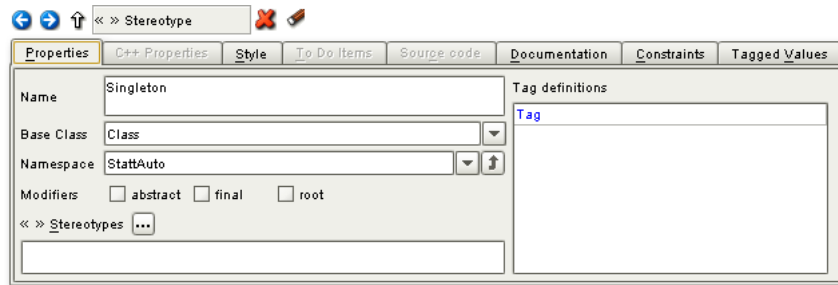 « » Stereotype
Properties C++ Properties Style To Do Items Source code Documentation Constraints Tagged Values
Name Singleton
Tag definitions
Tag
Base Class Class
Namespace StattAuto
Modifiers abstract final root
« » Stereotypes ...